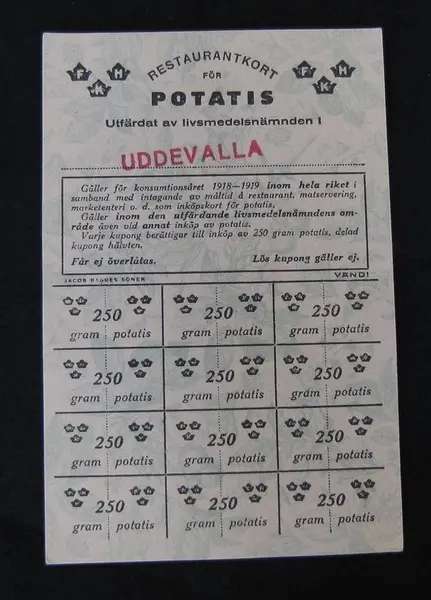 RESTAURANTKORT
F H K
F H K
FÖR
POTATIS
Utfärdat av livsmedelsnämnden i
UDDEVALLA
Gäller för konsumtionsåret 1918—1919 inom hela riket i
samband med intagande av måltid å restaurant, matservering,
marketenteri o. d. som inköpskort för potatis.
Gäller inom den utfärdande livsmedelsnämndens om-
råde även vid annat inköp av potatis.
Varje kupong berättigar till inköp av 250 gram potatis, delad
kupong hälvten.
Får ej överlåtas. Lös kupong gäller ej.
JACOB BAGGES SÖNER VÄND!
250 250 250
gram potatis gram potatis gram potatis
250 250 250
gram potatis gram potatis gram potatis
250 250 250
gram potatis gram potatis gram potatis
250 250 250
gram potatis gram potatis gram potatis